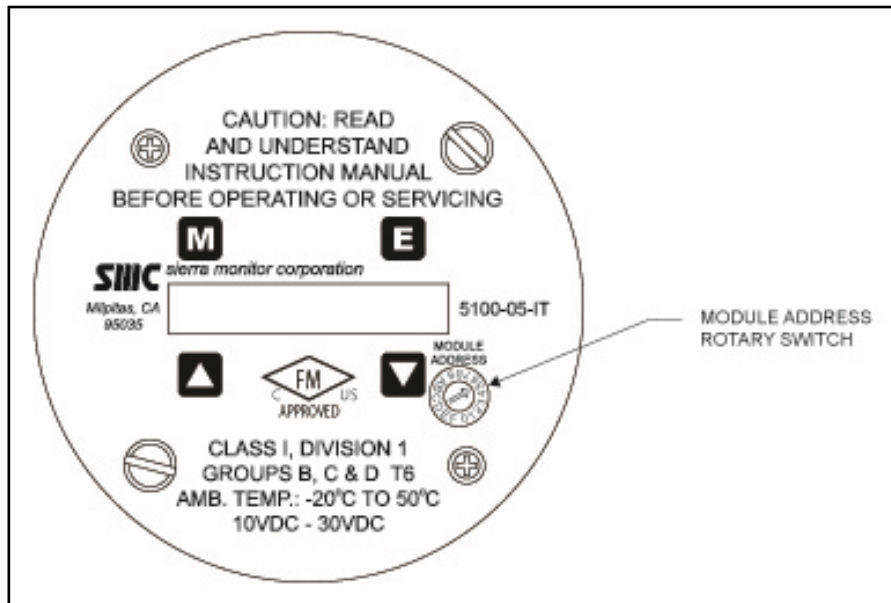 CAUTION: READ
AND UNDERSTAND
INSTRUCTION MANUAL
BEFORE OPERATING OR SERVICING
M
E
SMC sierra monitor corporation
Milpitas, CA
95035
5100-05-IT
MODULE
ADDRESS
MODULE ADDRESS
ROTARY SWITCH
FM
C US
APPROVED
CLASS I, DIVISION 1
GROUPS B, C & D T6
AMB. TEMP.: -20°C TO 50°C
10VDC - 30VDC